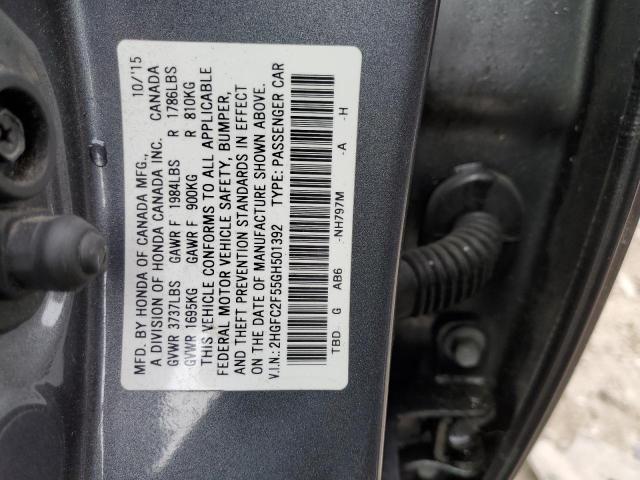 MFD. BY HONDA OF CANADA MFG., 10/'15
A DIVISION OF HONDA CANADA INC. CANADA
GVWR 3737LBS GAWR F 1984LBS R 1786LBS
GVWR 1695KG GAWR F 900KG R 810KG
THIS VEHICLE CONFORMS TO ALL APPLICABLE
FEDERAL MOTOR VEHICLE SAFETY, BUMPER,
AND THEFT PREVENTION STANDARDS IN EFFECT
ON THE DATE OF MANUFACTURE SHOWN ABOVE.
V.I.N.: 2HGFC2F55GH501392 TYPE: PASSENGER CAR
TBD G AB6 -NH797M -A -H